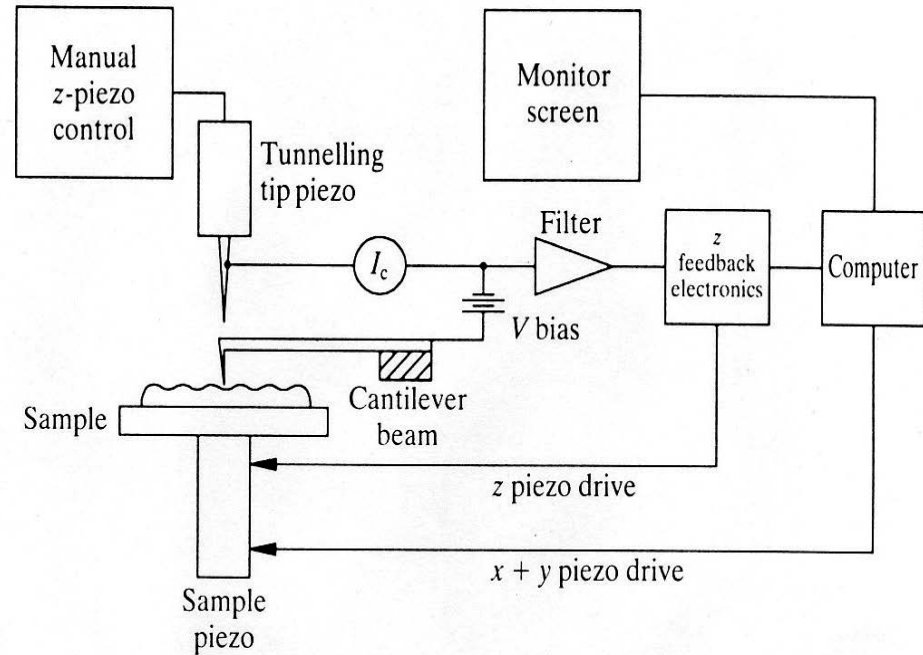 Manual
z-piezo
control
Monitor
screen
Tunnelling
tip piezo
Filter
I_c
z
feedback
electronics
Computer
V bias
Cantilever
beam
Sample
z piezo drive
x + y piezo drive
Sample
piezo